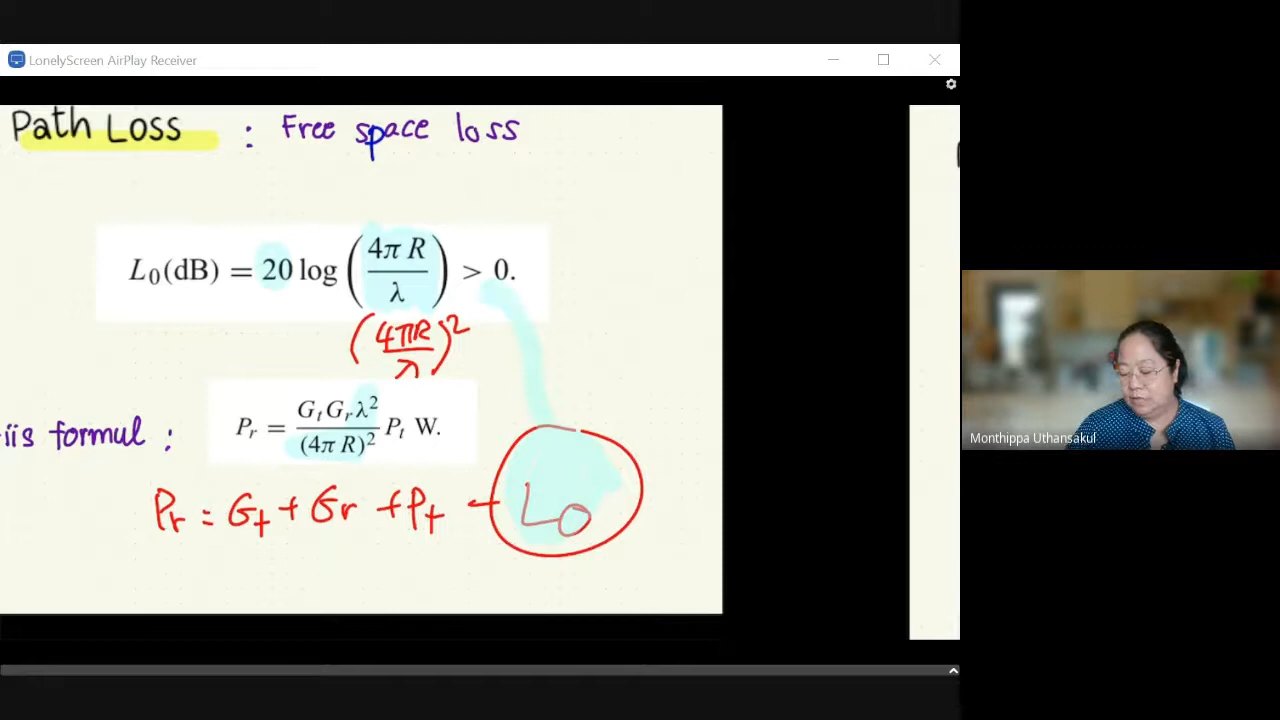 LonelyScreen AirPlay Receiver
Path Loss : Free space loss
L₀(dB) = 20 log (4π R / λ) > 0.
(4πR / λ)²
iis formul : Pᵣ = GₜGᵣλ² / (4π R)² Pₜ W.
Pr = Gt + Gr + Pt - LO
Monthippa Uthansakul